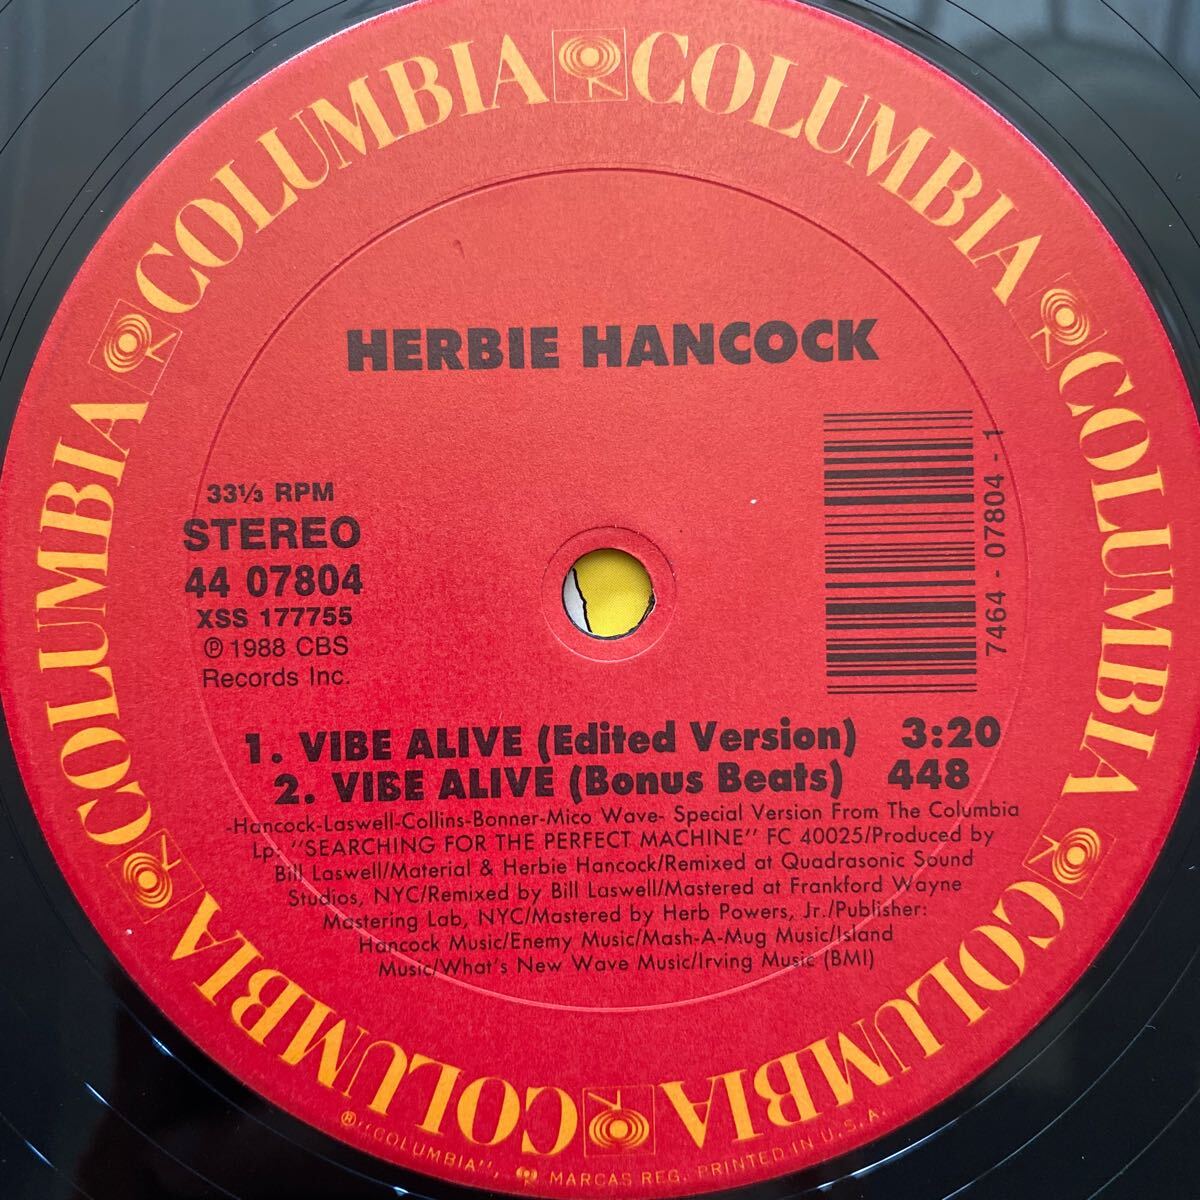 COLUMBIA COLUMBIA COLUMBIA COLUMBIA COLUMBIA COLUMBIA COLUMBIA COLUMBIA
HERBIE HANCOCK
33⅓ RPM
STEREO
44 07804
XSS 177755
℗ 1988 CBS
Records Inc.
7464 - 07804 - 1
1. VIBE ALIVE (Edited Version) 3:20
2. VIBE ALIVE (Bonus Beats) 448
-Hancock-Laswell-Collins-Bonner-Mico Wave- Special Version From The Columbia
Lp: "SEARCHING FOR THE PERFECT MACHINE" FC 40025/Produced by
Bill Laswell/Material & Herbie Hancock/Remixed at Quadrasonic Sound
Studios, NYC/Remixed by Bill Laswell/Mastered at Frankford Wayne
Mastering Lab, NYC/Mastered by Herb Powers, Jr./Publisher:
Hancock Music/Enemy Music/Mash-A-Mug Music/Island
Music/What's New Wave Music/Irving Music (BMI)
® "COLUMBIA", MARCAS REG. PRINTED IN U.S.A.